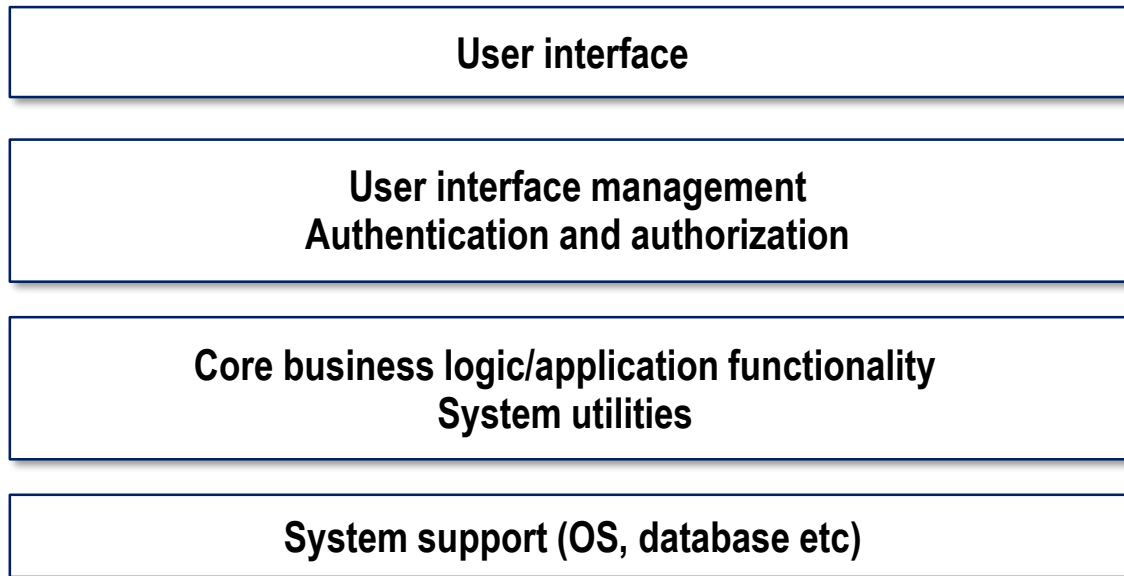 User interface
User interface management
Authentication and authorization
Core business logic/application functionality
System utilities
System support (OS, database etc)